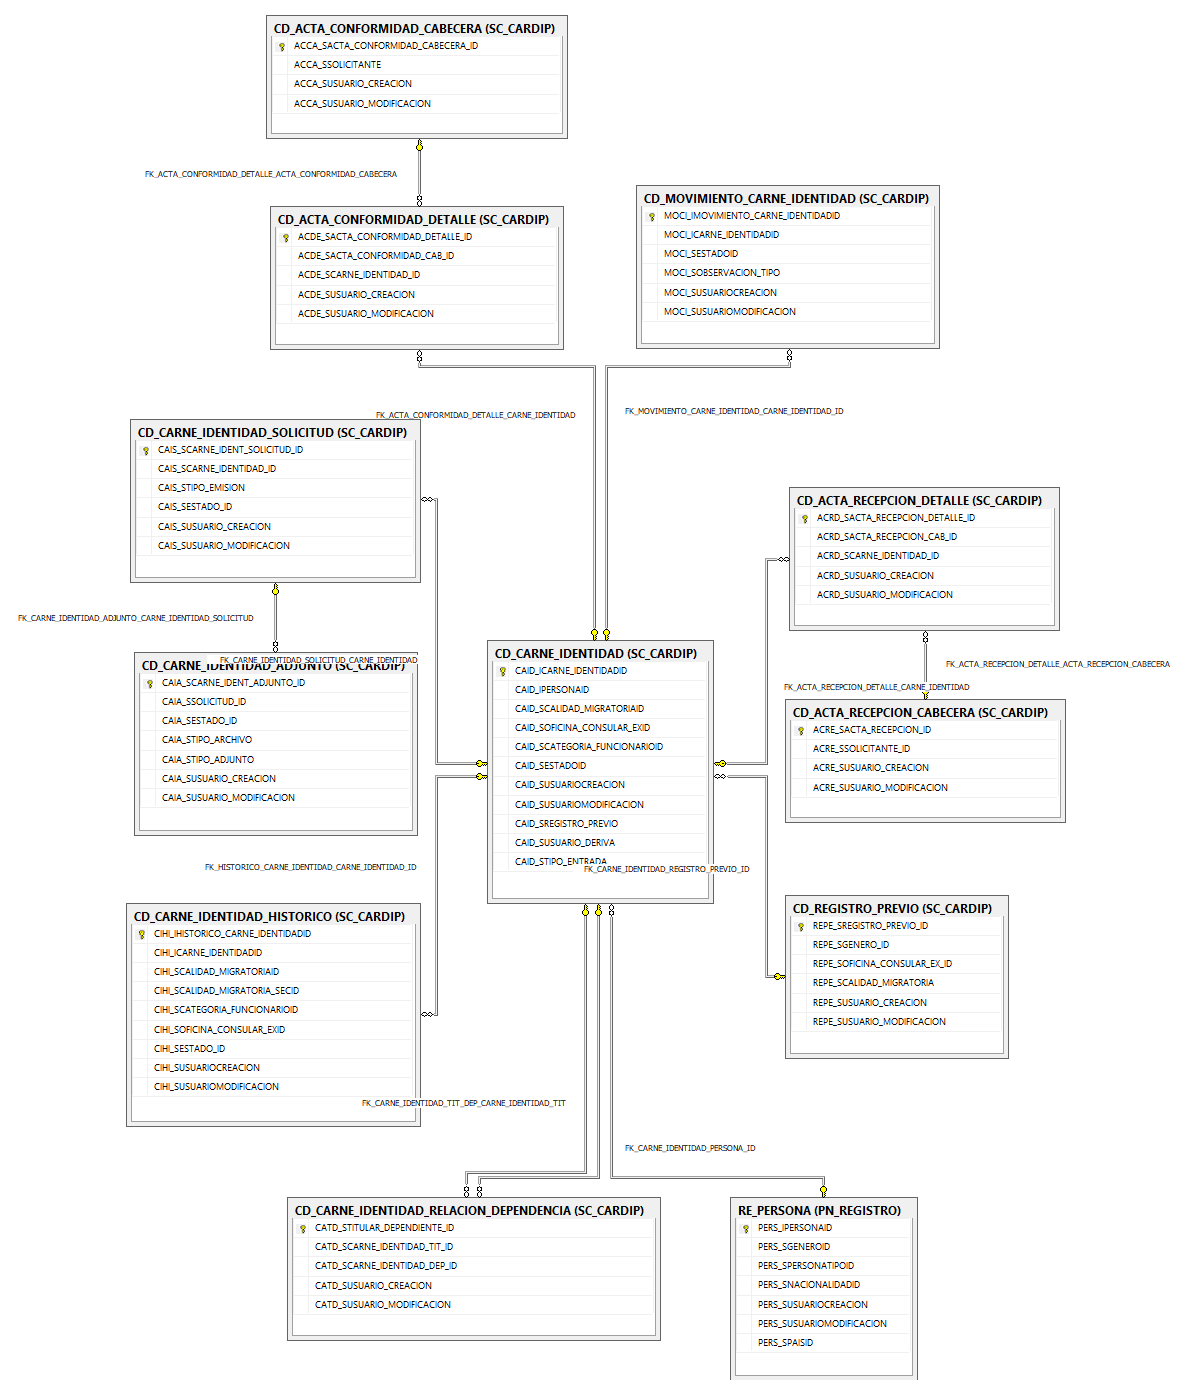 CD_ACTA_CONFORMIDAD_CABECERA (SC_CARDIP)
ACCA_SACTA_CONFORMIDAD_CABECERA_ID
ACCA_SSOLICITANTE
ACCA_SUSUARIO_CREACION
ACCA_SUSUARIO_MODIFICACION
FK_ACTA_CONFORMIDAD_DETALLE_ACTA_CONFORMIDAD_CABECERA
CD_ACTA_CONFORMIDAD_DETALLE (SC_CARDIP)
ACDE_SACTA_CONFORMIDAD_DETALLE_ID
ACDE_SACTA_CONFORMIDAD_CAB_ID
ACDE_SCARNE_IDENTIDAD_ID
ACDE_SUSUARIO_CREACION
ACDE_SUSUARIO_MODIFICACION
CD_MOVIMIENTO_CARNE_IDENTIDAD (SC_CARDIP)
MOCI_IMOVIMIENTO_CARNE_IDENTIDADID
MOCI_ICARNE_IDENTIDADID
MOCI_SESTADOID
MOCI_SOBSERVACION_TIPO
MOCI_SUSUARIOCREACION
MOCI_SUSUARIOMODIFICACION
FK_ACTA_CONFORMIDAD_DETALLE_CARNE_IDENTIDAD
FK_MOVIMIENTO_CARNE_IDENTIDAD_CARNE_IDENTIDAD_ID
CD_CARNE_IDENTIDAD_SOLICITUD (SC_CARDIP)
CAIS_SCARNE_IDENT_SOLICITUD_ID
CAIS_SCARNE_IDENTIDAD_ID
CAIS_STIPO_EMISION
CAIS_SESTADO_ID
CAIS_SUSUARIO_CREACION
CAIS_SUSUARIO_MODIFICACION
CD_ACTA_RECEPCION_DETALLE (SC_CARDIP)
ACRD_SACTA_RECEPCION_DETALLE_ID
ACRD_SACTA_RECEPCION_CAB_ID
ACRD_SCARNE_IDENTIDAD_ID
ACRD_SUSUARIO_CREACION
ACRD_SUSUARIO_MODIFICACION
FK_CARNE_IDENTIDAD_ADJUNTO_CARNE_IDENTIDAD_SOLICITUD
FK_CARNE_IDENTIDAD_SOLICITUD_CARNE_IDENTIDAD
CD_CARNE_IDENTIDAD_ADJUNTO (SC_CARDIP)
CAIA_SCARNE_IDENT_ADJUNTO_ID
CAIA_SSOLICITUD_ID
CAIA_SESTADO_ID
CAIA_STIPO_ARCHIVO
CAIA_STIPO_ADJUNTO
CAIA_SUSUARIO_CREACION
CAIA_SUSUARIO_MODIFICACION
CD_CARNE_IDENTIDAD (SC_CARDIP)
CAID_ICARNE_IDENTIDADID
CAID_IPERSONAID
CAID_SCALIDAD_MIGRATORIAID
CAID_SOFICINA_CONSULAR_EXID
CAID_SCATEGORIA_FUNCIONARIOID
CAID_SESTADOID
CAID_SUSUARIOCREACION
CAID_SUSUARIOMODIFICACION
CAID_SREGISTRO_PREVIO
CAID_SUSUARIO_DERIVA
CAID_STIPO_ENTRADA
FK_CARNE_IDENTIDAD_REGISTRO_PREVIO_ID
FK_ACTA_RECEPCION_DETALLE_ACTA_RECEPCION_CABECERA
FK_ACTA_RECEPCION_DETALLE_CARNE_IDENTIDAD
CD_ACTA_RECEPCION_CABECERA (SC_CARDIP)
ACRE_SACTA_RECEPCION_ID
ACRE_SSOLICITANTE_ID
ACRE_SUSUARIO_CREACION
ACRE_SUSUARIO_MODIFICACION
FK_HISTORICO_CARNE_IDENTIDAD_CARNE_IDENTIDAD_ID
CD_CARNE_IDENTIDAD_HISTORICO (SC_CARDIP)
CIHI_IHISTORICO_CARNE_IDENTIDADID
CIHI_ICARNE_IDENTIDADID
CIHI_SCALIDAD_MIGRATORIAID
CIHI_SCALIDAD_MIGRATORIA_SECID
CIHI_SCATEGORIA_FUNCIONARIOID
CIHI_SOFICINA_CONSULAR_EXID
CIHI_SESTADO_ID
CIHI_SUSUARIOCREACION
CIHI_SUSUARIOMODIFICACION
CD_REGISTRO_PREVIO (SC_CARDIP)
REPE_SREGISTRO_PREVIO_ID
REPE_SGENERO_ID
REPE_SOFICINA_CONSULAR_EX_ID
REPE_SCALIDAD_MIGRATORIA
REPE_SUSUARIO_CREACION
REPE_SUSUARIO_MODIFICACION
FK_CARNE_IDENTIDAD_TIT_DEP_CARNE_IDENTIDAD_TIT
FK_CARNE_IDENTIDAD_PERSONA_ID
CD_CARNE_IDENTIDAD_RELACION_DEPENDENCIA (SC_CARDIP)
CATD_STITULAR_DEPENDIENTE_ID
CATD_SCARNE_IDENTIDAD_TIT_ID
CATD_SCARNE_IDENTIDAD_DEP_ID
CATD_SUSUARIO_CREACION
CATD_SUSUARIO_MODIFICACION
RE_PERSONA (PN_REGISTRO)
PERS_IPERSONAID
PERS_SGENEROID
PERS_SPERSONATIPOID
PERS_SNACIONALIDADID
PERS_SUSUARIOCREACION
PERS_SUSUARIOMODIFICACION
PERS_SPAISID